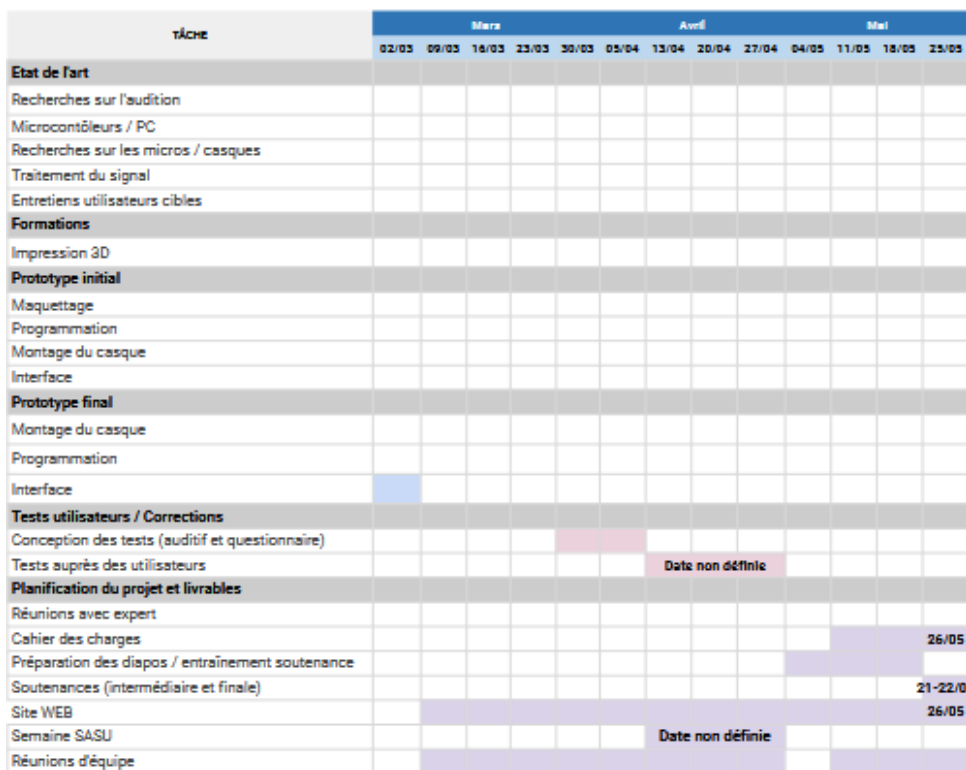 TÂCHE
Mars Avril Mai
02/03 09/03 16/03 23/03 30/03 05/04 13/04 20/04 27/04 04/05 11/05 18/05 25/05
Etat de l'art
Recherches sur l'audition
Microcontôleurs / PC
Recherches sur les micros / casques
Traitement du signal
Entretiens utilisateurs cibles
Formations
Impression 3D
Prototype initial
Maquettage
Programmation
Montage du casque
Interface
Prototype final
Montage du casque
Programmation
Interface
Tests utilisateurs / Corrections
Conception des tests (auditif et questionnaire)
Tests auprès des utilisateurs Date non définie
Planification du projet et livrables
Réunions avec expert
Cahier des charges 26/05
Préparation des diapos / entraînement soutenance
Soutenances (intermédiaire et finale) 21-22/0
Site WEB 26/05
Semaine SASU Date non définie
Réunions d'équipe